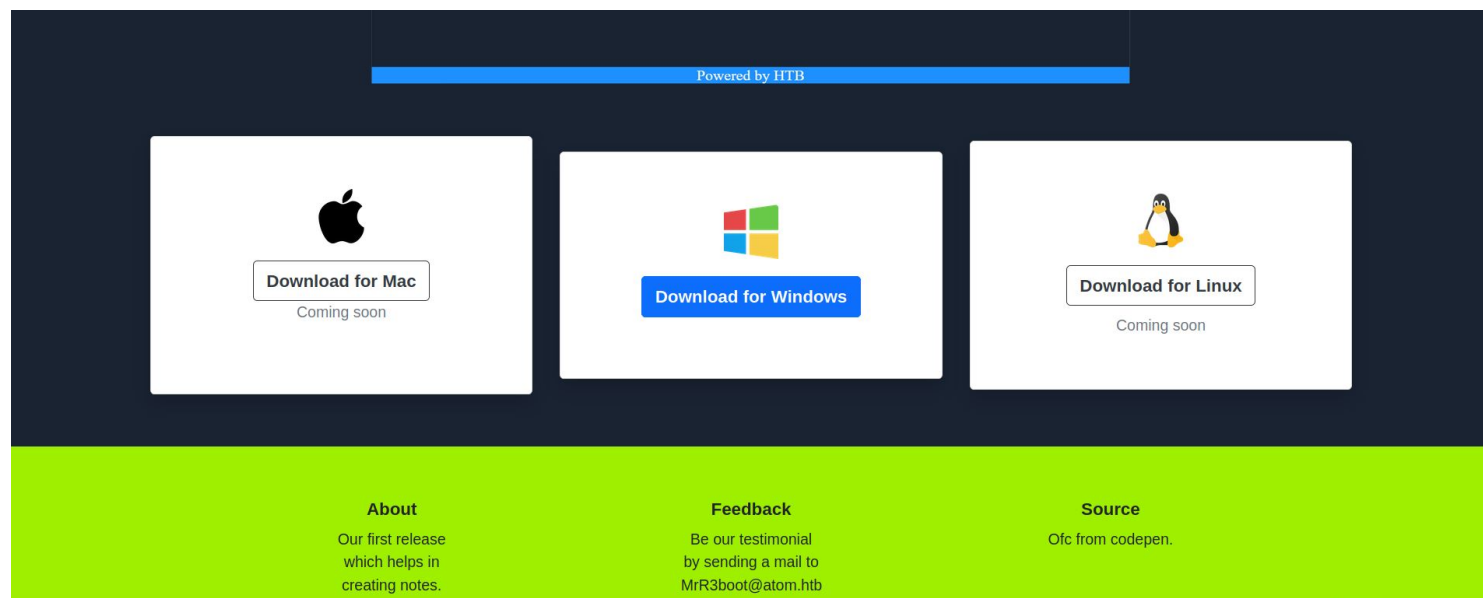 Powered by HTB
Download for Mac
Coming soon
Download for Windows
Download for Linux
Coming soon
About
Our first release
which helps in
creating notes.
Feedback
Be our testimonial
by sending a mail to
MrR3boot@atom.htb
Source
Ofc from codepen.